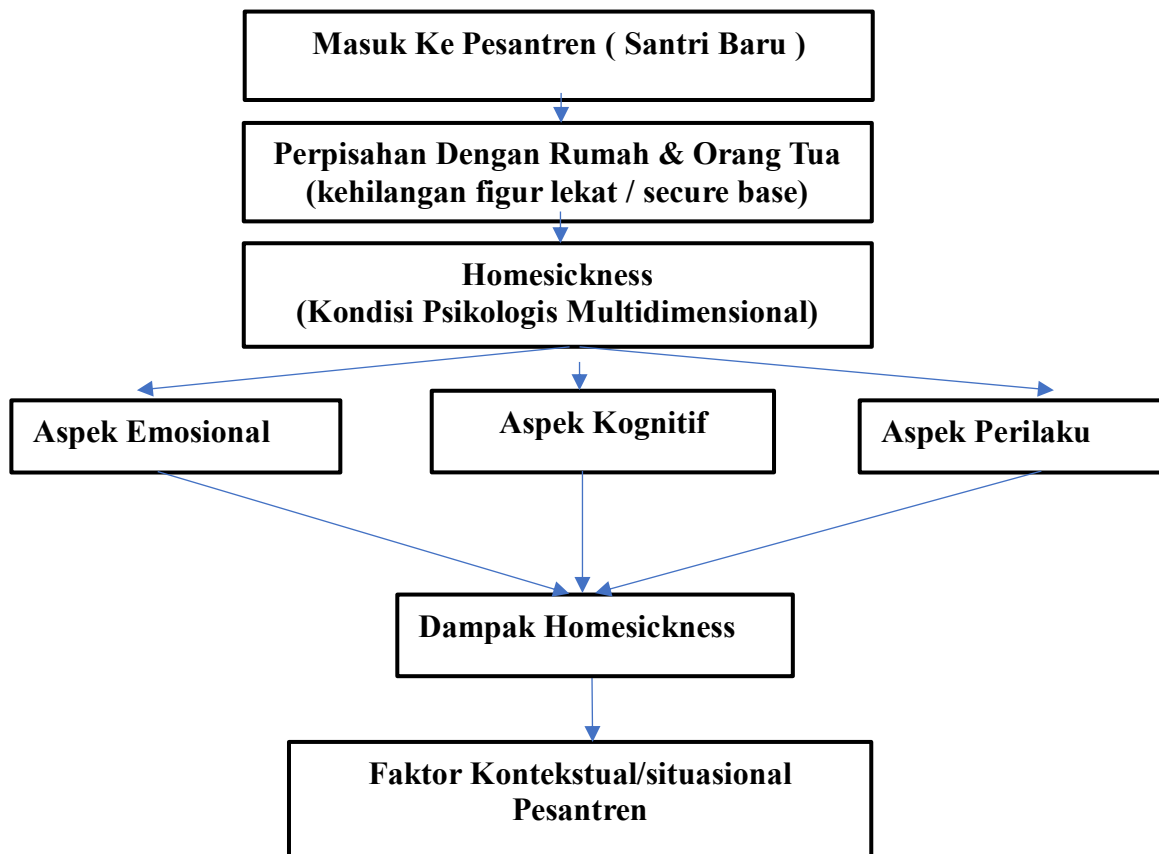 Masuk Ke Pesantren ( Santri Baru )
Perpisahan Dengan Rumah & Orang Tua
(kehilangan figur lekat / secure base)
Homesickness
(Kondisi Psikologis Multidimensional)
Aspek Emosional
Aspek Kognitif
Aspek Perilaku
Dampak Homesickness
Faktor Kontekstual/situasional
Pesantren